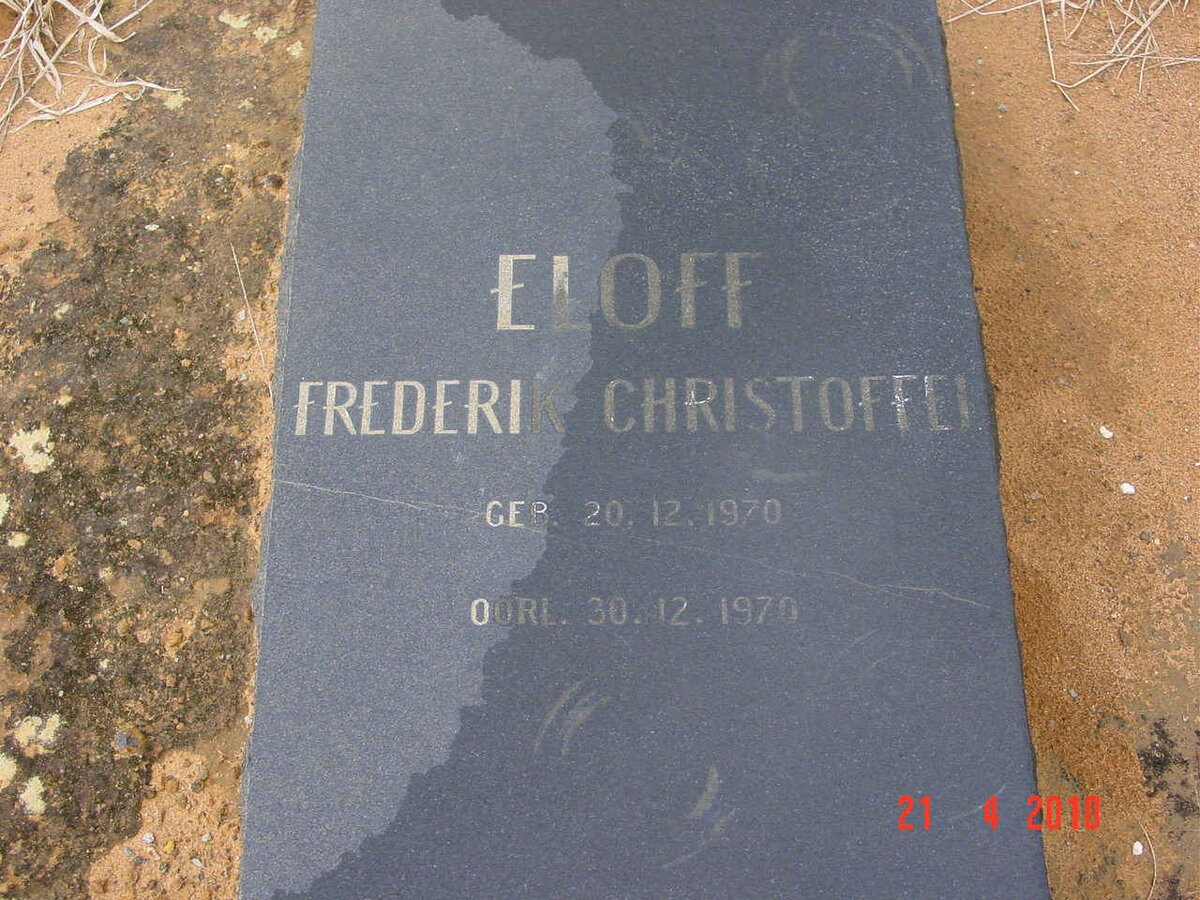 ELOFF
FREDERIK CHRISTOFFEL
GEB. 20.12.1970
OORL. 30.12.1970
21 4 2010